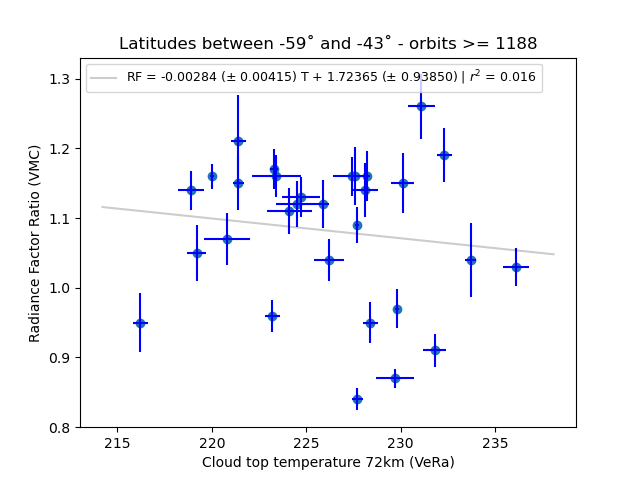 Latitudes between -59˚ and -43˚ - orbits >= 1188
RF = -0.00284 (± 0.00415) T + 1.72365 (± 0.93850) | r² = 0.016
1.3
1.2
1.1
1.0
0.9
0.8
Radiance Factor Ratio (VMC)
215 220 225 230 235
Cloud top temperature 72km (VeRa)